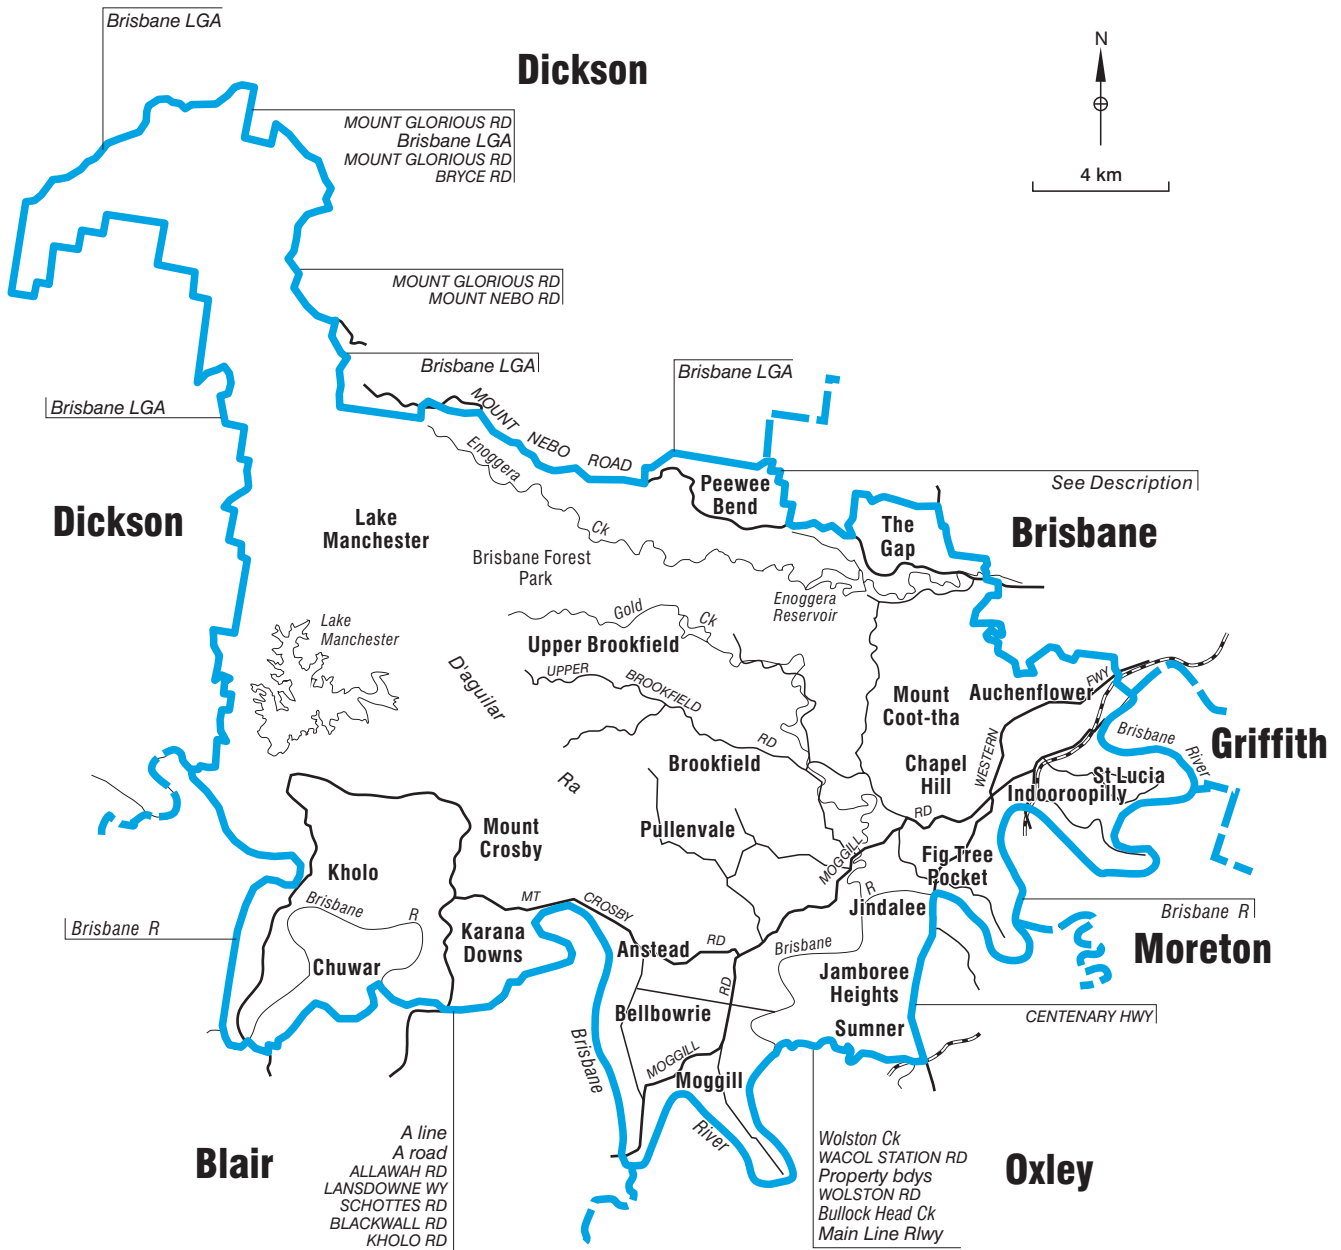 Brisbane LGA
Dickson
N
4 km
MOUNT GLORIOUS RD
Brisbane LGA
MOUNT GLORIOUS RD
BRYCE RD
MOUNT GLORIOUS RD
MOUNT NEBO RD
Brisbane LGA
Brisbane LGA
Brisbane LGA
MOUNT NEBO ROAD
Enoggera
Ck
Peewee
Bend
See Description
Dickson
Lake
Manchester
The
Gap
Brisbane
Brisbane Forest
Park
Enoggera
Reservoir
Gold
Ck
Lake
Manchester
Upper Brookfield
D'aguilar
Ra
UPPER
BROOKFIELD
RD
Mount
Coot-tha
Auchenflower
FWY
WESTERN
Brisbane
River
Griffith
Brookfield
Chapel
Hill
St Lucia
Indooroopilly
RD
MOGGILL
Mount
Crosby
Pullenvale
Fig Tree
Pocket
Kholo
Brisbane
R
MT
CROSBY
RD
R
Jindalee
Brisbane R
Brisbane R
Karana
Downs
Anstead
Brisbane
Moreton
Chuwar
Jamboree
Heights
RD
Bellbowrie
Sumner
CENTENARY HWY
Brisbane
MOGGILL
Moggill
River
Blair
A line
A road
ALLAWAH RD
LANSDOWNE WY
SCHOTTES RD
BLACKWALL RD
KHOLO RD
Wolston Ck
WACOL STATION RD
Property bdys
WOLSTON RD
Bullock Head Ck
Main Line Rlwy
Oxley